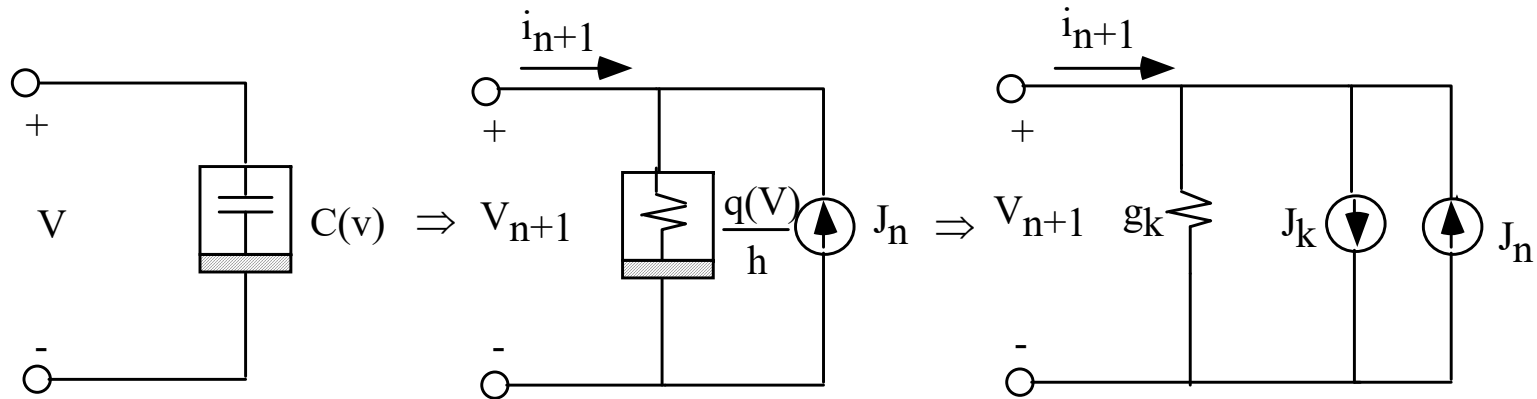 +
V
-
C(v)
⇒
i_{n+1}
+
V_{n+1}
-
q(V)
h
J_n
⇒
i_{n+1}
+
V_{n+1}
-
g_k
J_k
J_n